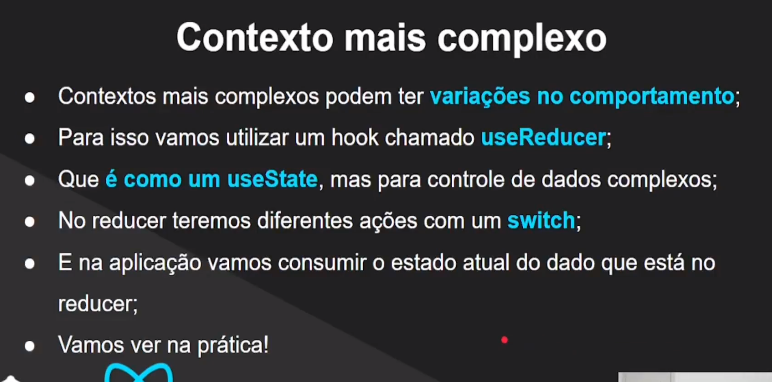 Contexto mais complexo
● Contextos mais complexos podem ter variações no comportamento;
● Para isso vamos utilizar um hook chamado useReducer;
● Que é como um useState, mas para controle de dados complexos;
● No reducer teremos diferentes ações com um switch;
● E na aplicação vamos consumir o estado atual do dado que está no
reducer;
● Vamos ver na prática!